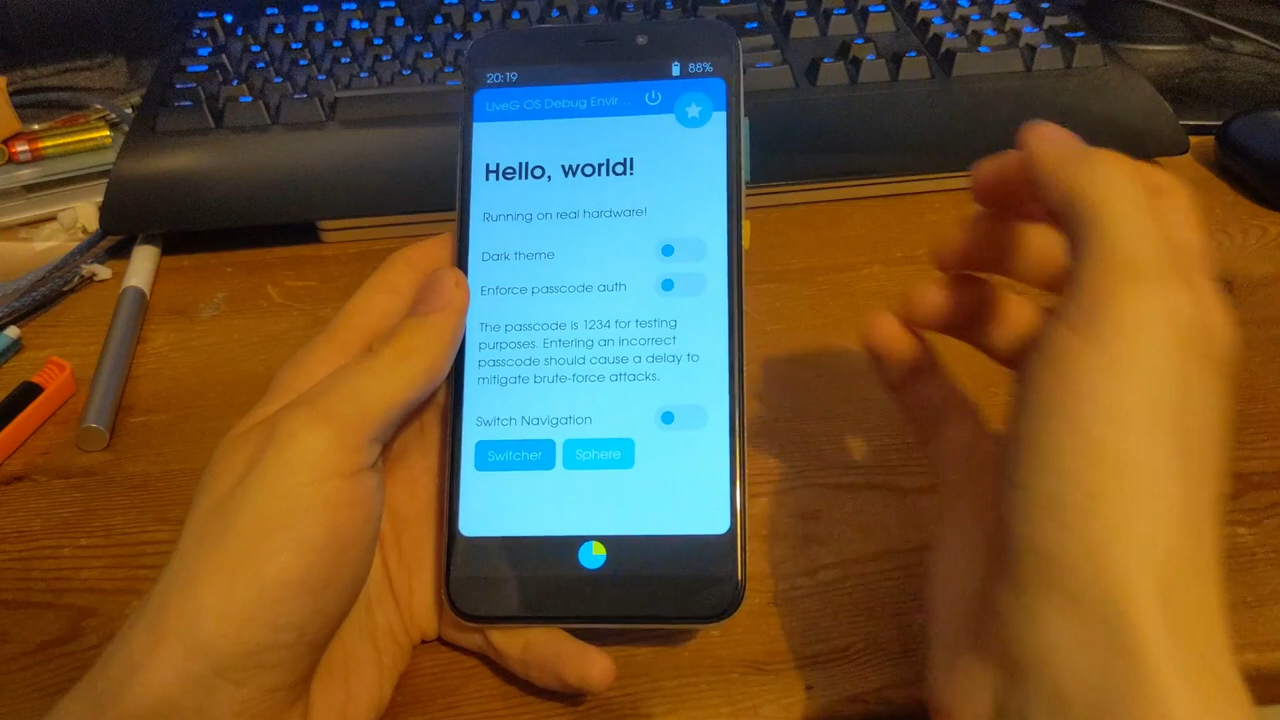 20:19
88%
LiveG OS Debug Envir...
Hello, world!
Running on real hardware!
Dark theme
Enforce passcode auth
The passcode is 1234 for testing
purposes. Entering an incorrect
passcode should cause a delay to
mitigate brute-force attacks.
Switch Navigation
Switcher
Sphere